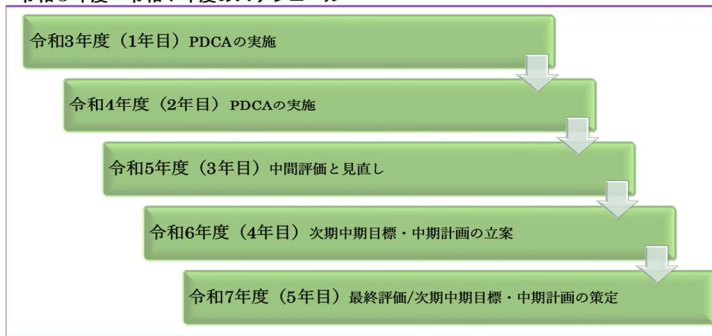 令和3年度（1年目）PDCAの実施
令和4年度（2年目）PDCAの実施
令和5年度（3年目）中間評価と見直し
令和6年度（4年目）次期中期目標・中期計画の立案
令和7年度（5年目）最終評価/次期中期目標・中期計画の策定